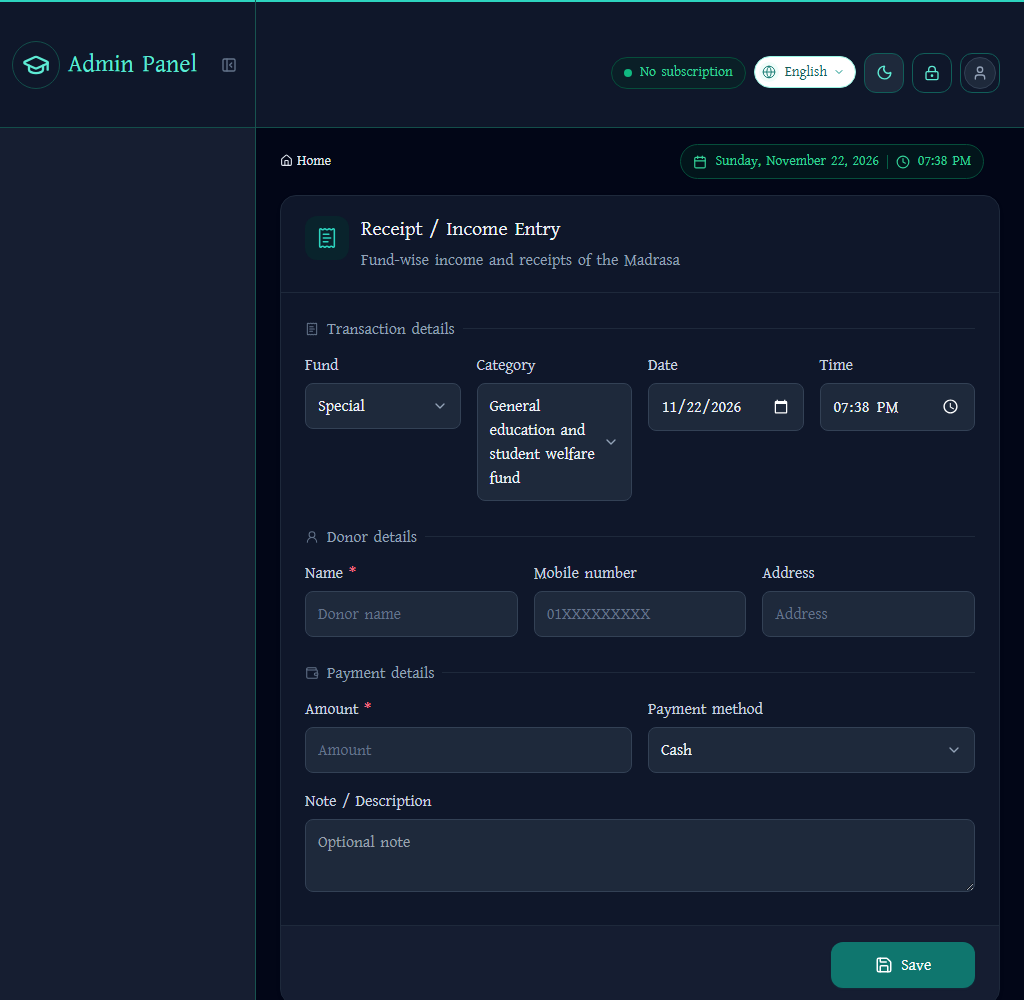 Admin Panel
No subscription
English
Home
Sunday, November 22, 2026 | 07:38 PM
Receipt / Income Entry
Fund-wise income and receipts of the Madrasa
Transaction details
Fund
Category
Date
Time
Special
General
education and
student welfare
fund
11/22/2026
07:38 PM
Donor details
Name *
Mobile number
Address
Donor name
01XXXXXXXXX
Address
Payment details
Amount *
Payment method
Amount
Cash
Note / Description
Optional note
Save